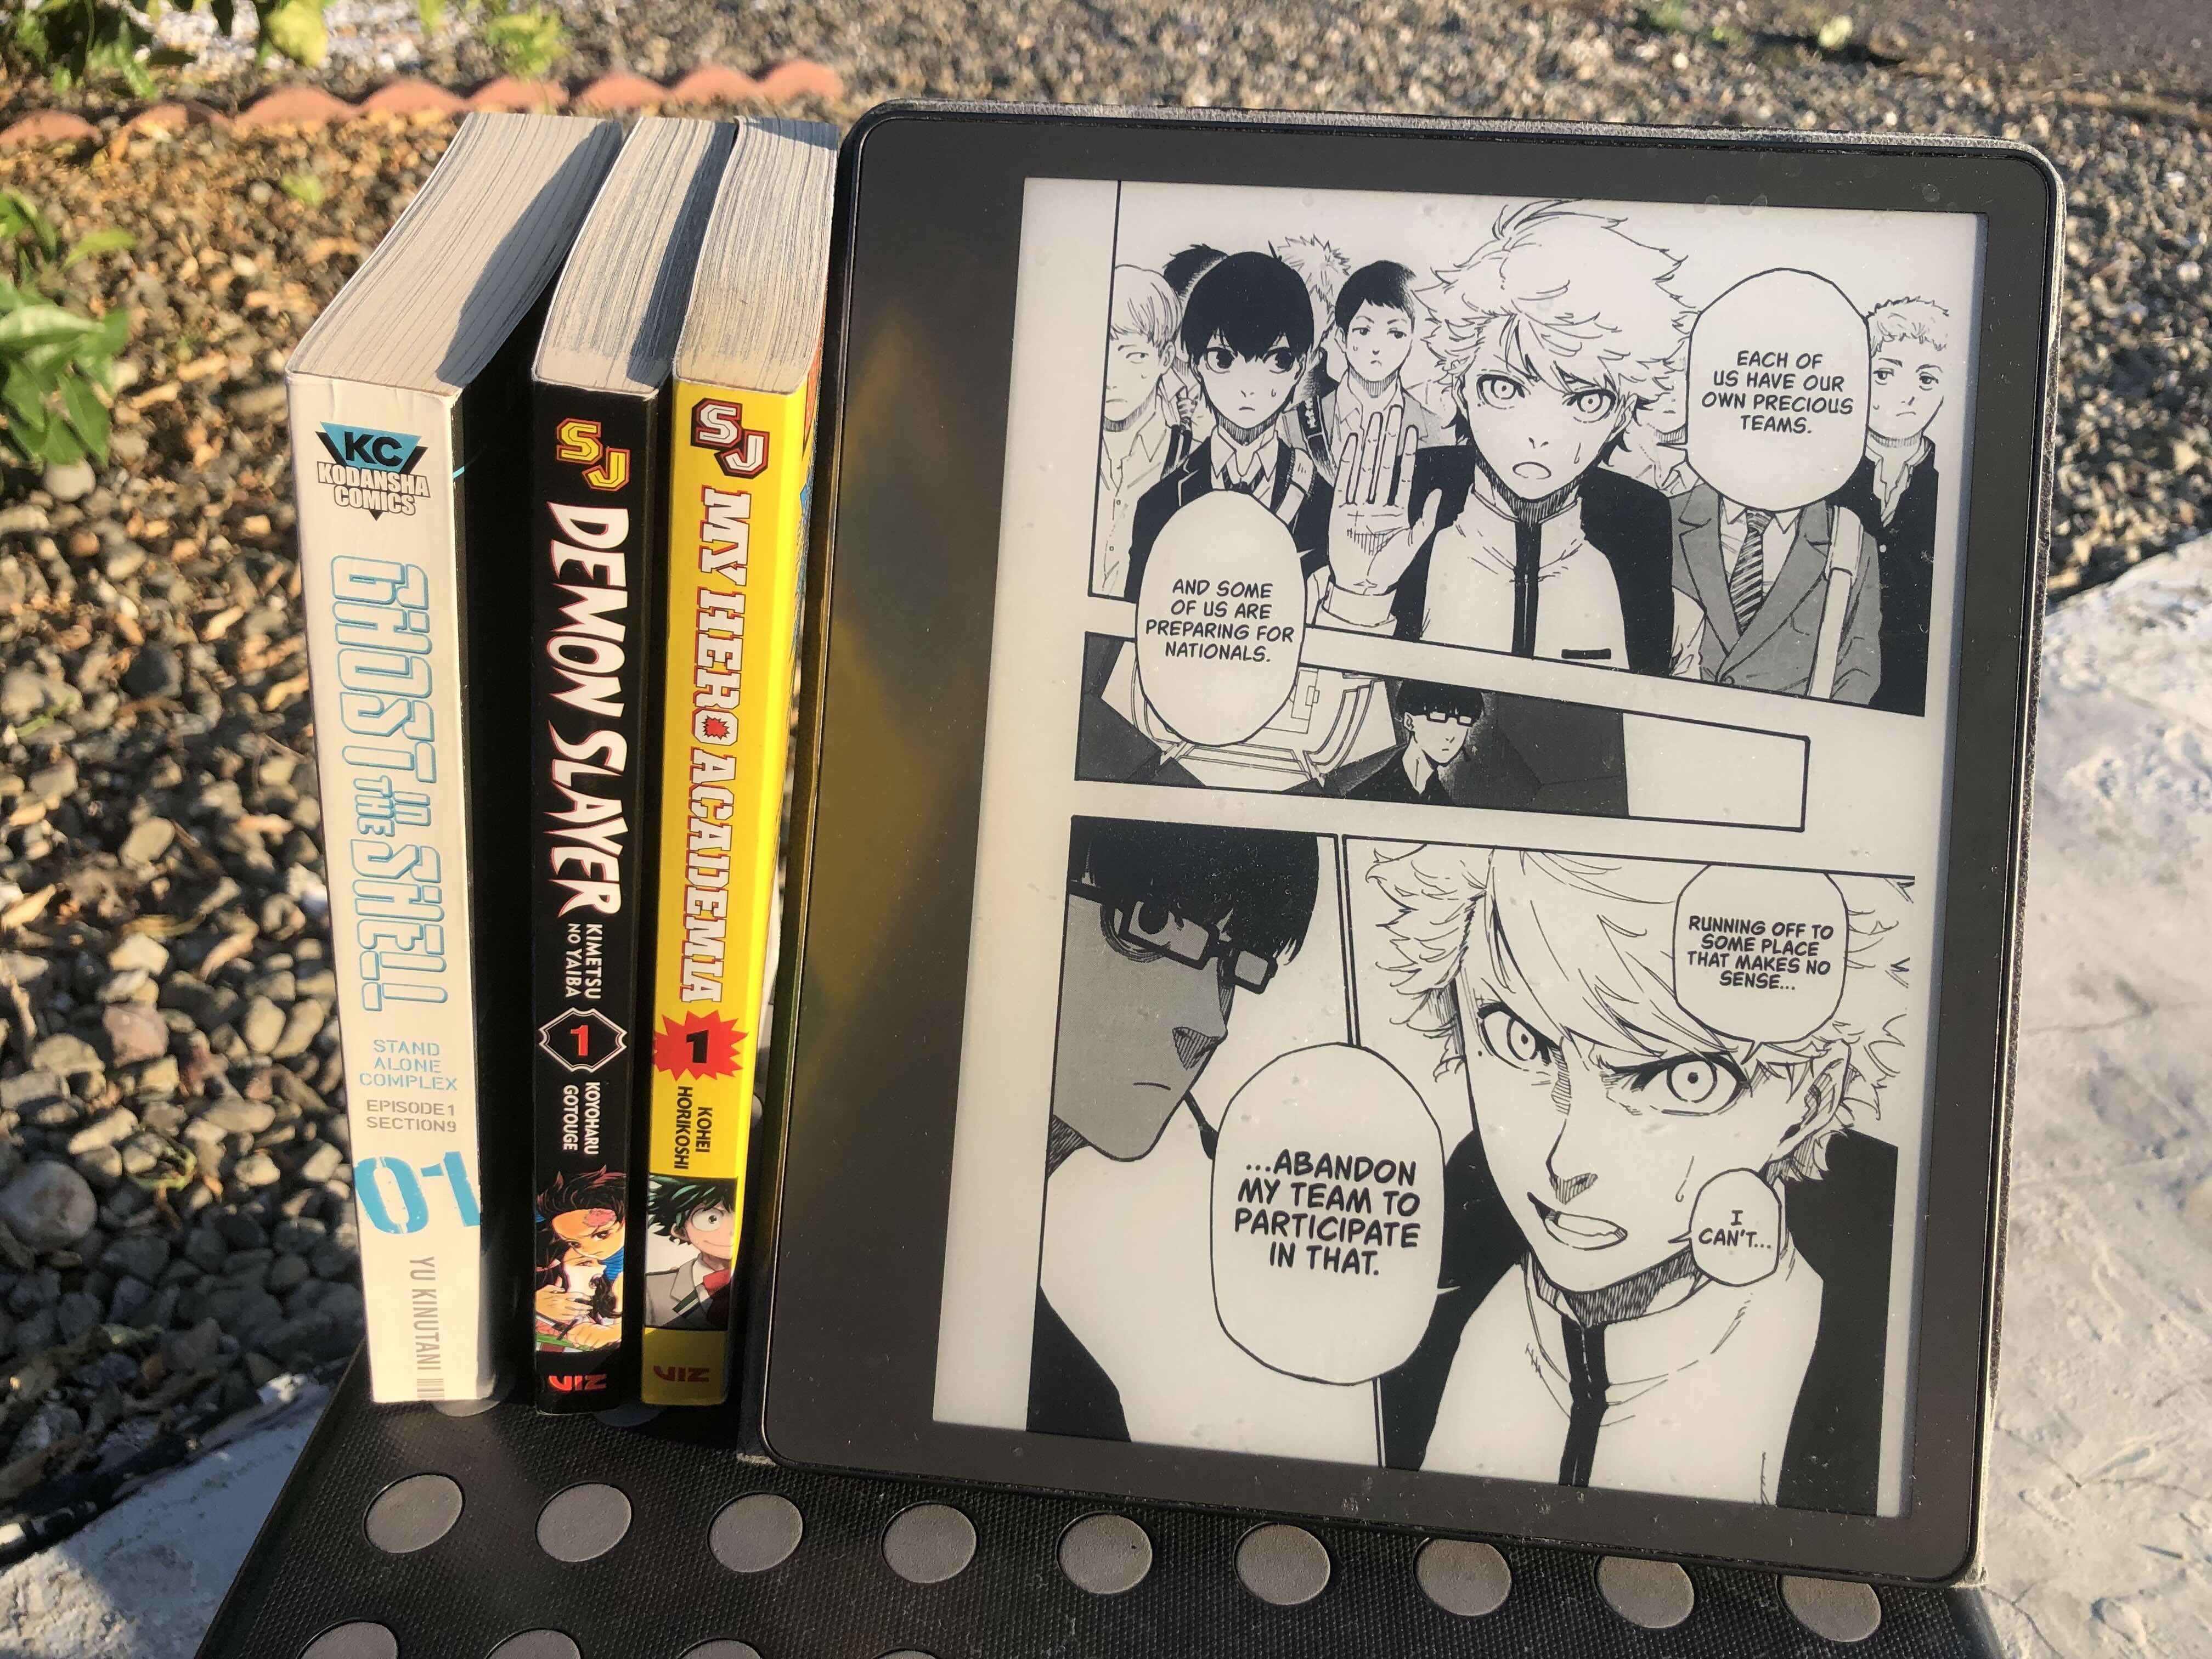 KC
KODANSHA
COMICS
GHOST IN
THE SHELL
STAND
ALONE
COMPLEX
EPISODE1
SECTION9
01
YU KINUTANI
SJ
DEMON SLAYER
KIMETSU
NO YAIBA
1
KOYOHARU
GOTOUGE
VIZ
SJ
MY HERO ACADEMIA
1
KOHEI
HORIKOSHI
VIZ
EACH OF
US HAVE OUR
OWN PRECIOUS
TEAMS.
AND SOME
OF US ARE
PREPARING FOR
NATIONALS.
RUNNING OFF TO
SOME PLACE
THAT MAKES NO
SENSE...
I
CAN'T...
...ABANDON
MY TEAM TO
PARTICIPATE
IN THAT.